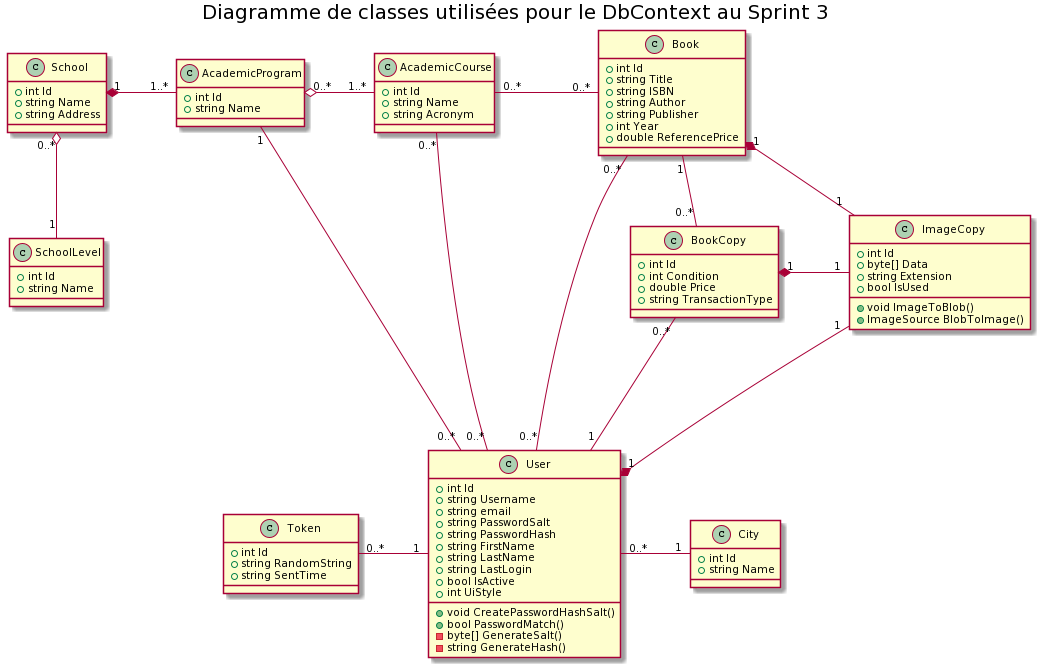 Diagramme de classes utilisées pour le DbContext au Sprint 3
C School
int Id
string Name
string Address
1
1..*
C AcademicProgram
int Id
string Name
0..*
1..*
C AcademicCourse
int Id
string Name
string Acronym
0..*
0..*
C Book
int Id
string Title
string ISBN
string Author
string Publisher
int Year
double ReferencePrice
0..*
1
1
0..*
0..*
1
1
0..*
1
C SchoolLevel
int Id
string Name
C BookCopy
int Id
int Condition
double Price
string TransactionType
1
1
C ImageCopy
int Id
byte[] Data
string Extension
bool IsUsed
void ImageToBlob()
ImageSource BlobToImage()
0..*
1
0..*
0..*
0..*
1
1
C User
int Id
string Username
string email
string PasswordSalt
string PasswordHash
string FirstName
string LastName
string LastLogin
bool IsActive
int UiStyle
void CreatePasswordHashSalt()
bool PasswordMatch()
byte[] GenerateSalt()
string GenerateHash()
C Token
int Id
string RandomString
string SentTime
0..*
1
0..*
1
C City
int Id
string Name